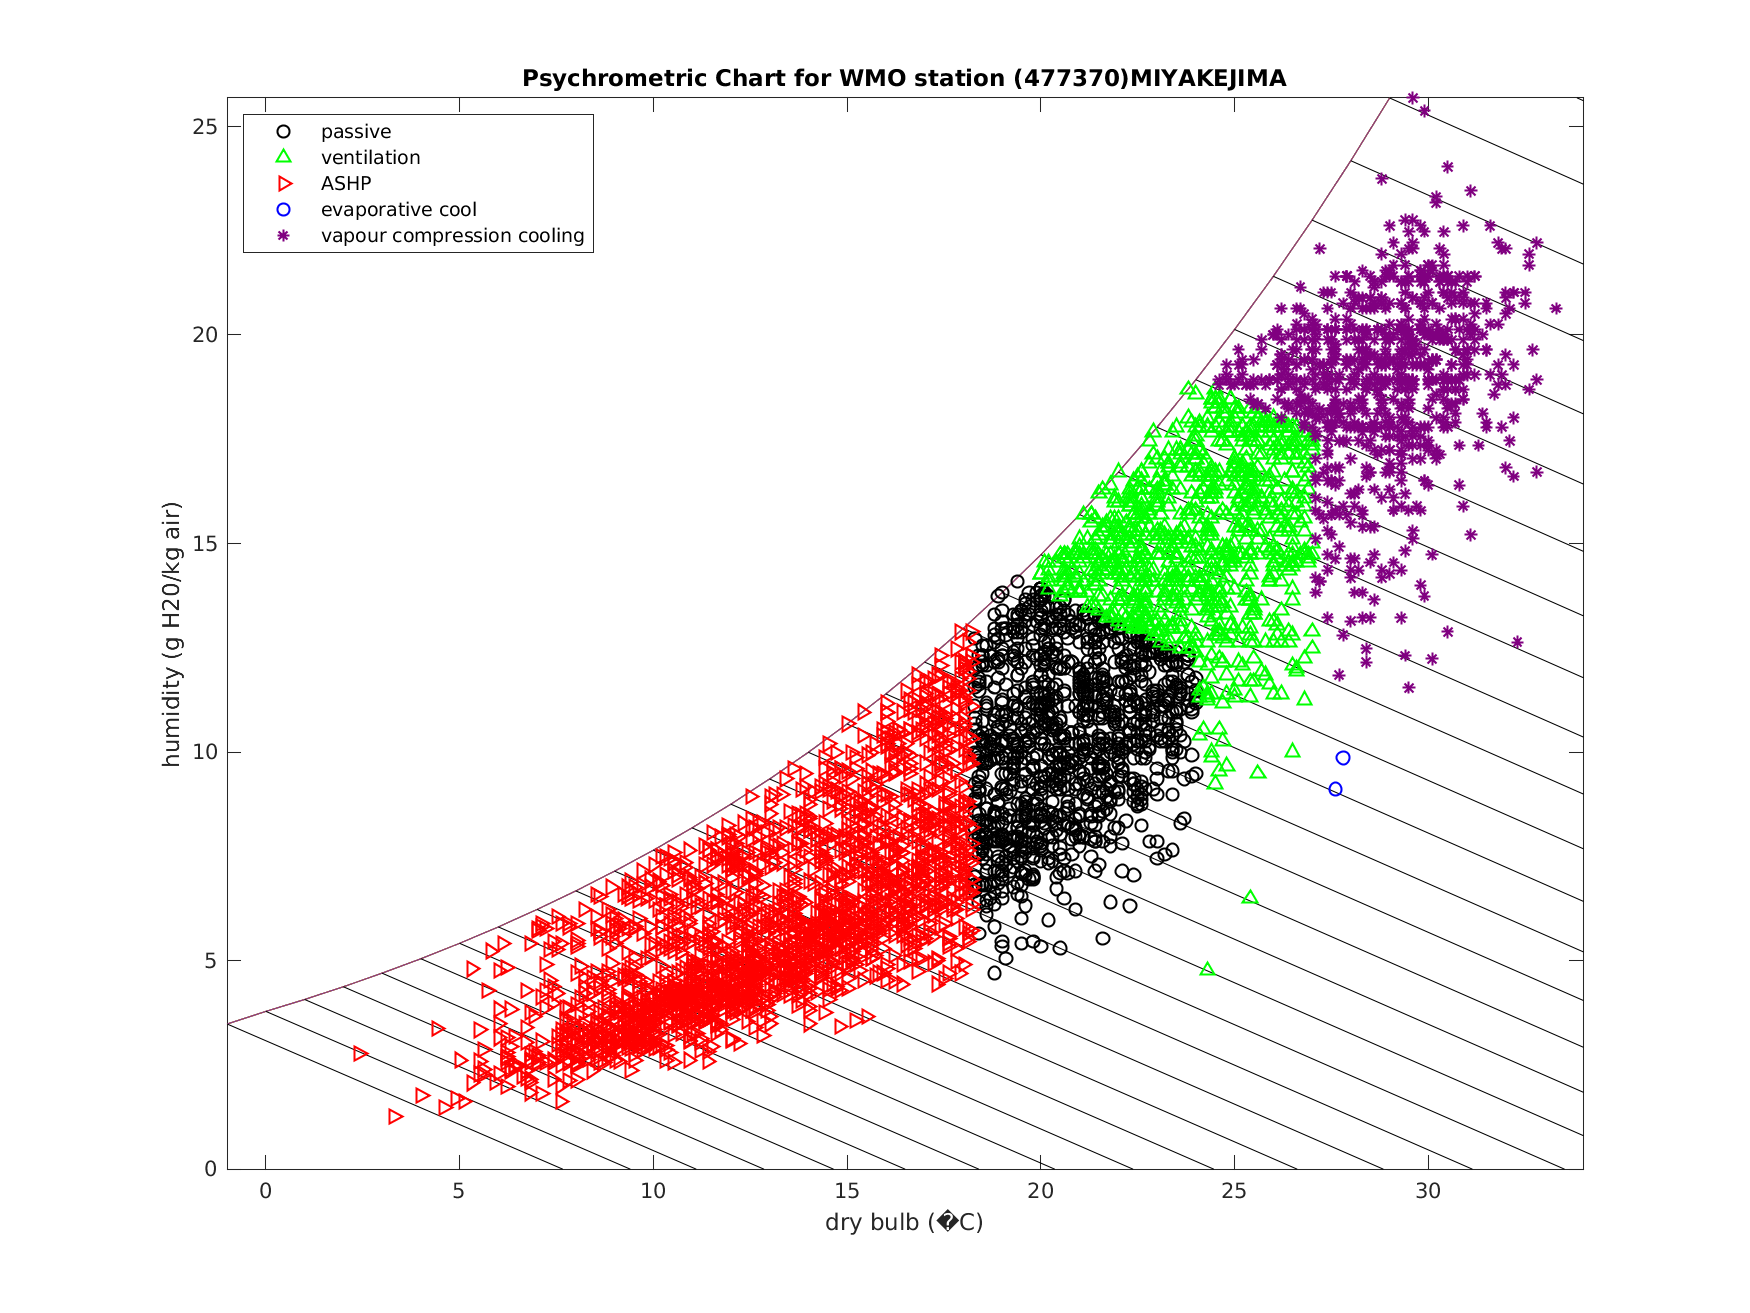 Psychrometric Chart for WMO station (477370)MIYAKEJIMA
passive
ventilation
ASHP
evaporative cool
vapour compression cooling
humidity (g H20/kg air)
25
20
15
10
5
0
0 5 10 15 20 25 30
dry bulb (�C)